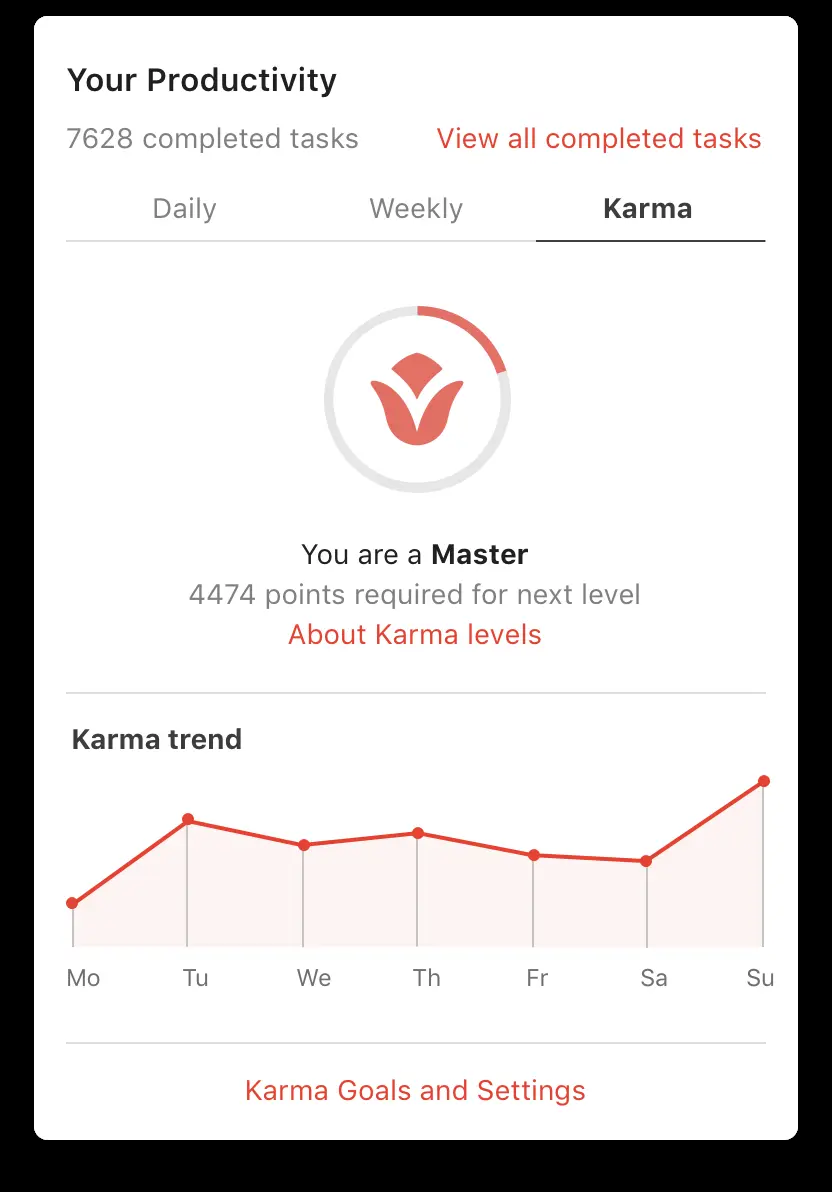 Your Productivity
7628 completed tasks View all completed tasks
Daily Weekly Karma
You are a Master
4474 points required for next level
About Karma levels
Karma trend
Mo Tu We Th Fr Sa Su
Karma Goals and Settings